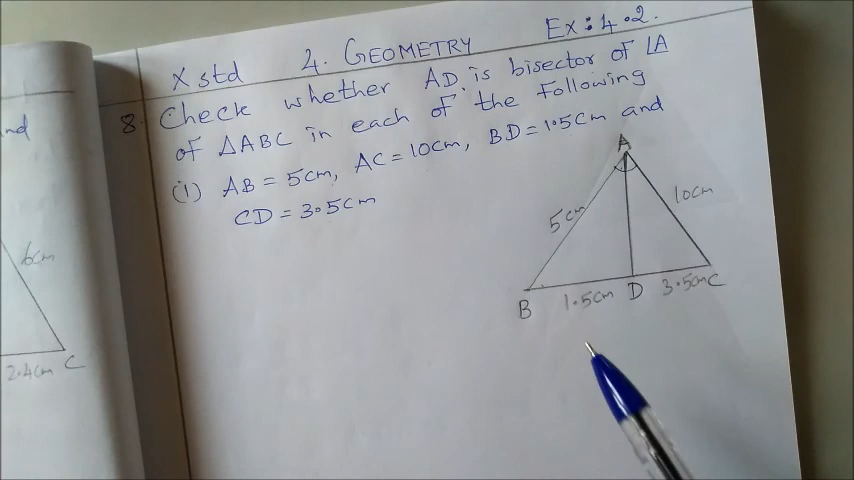 X std 4. GEOMETRY Ex: 4.2.
8. Check whether AD is bisector of ∠A
of △ABC in each of the following
(i) AB = 5cm, AC = 10cm, BD = 1.5cm and
CD = 3.5cm
A
5cm 10cm
B 1.5cm D 3.5cm C
nd
6cm
2.4cm C